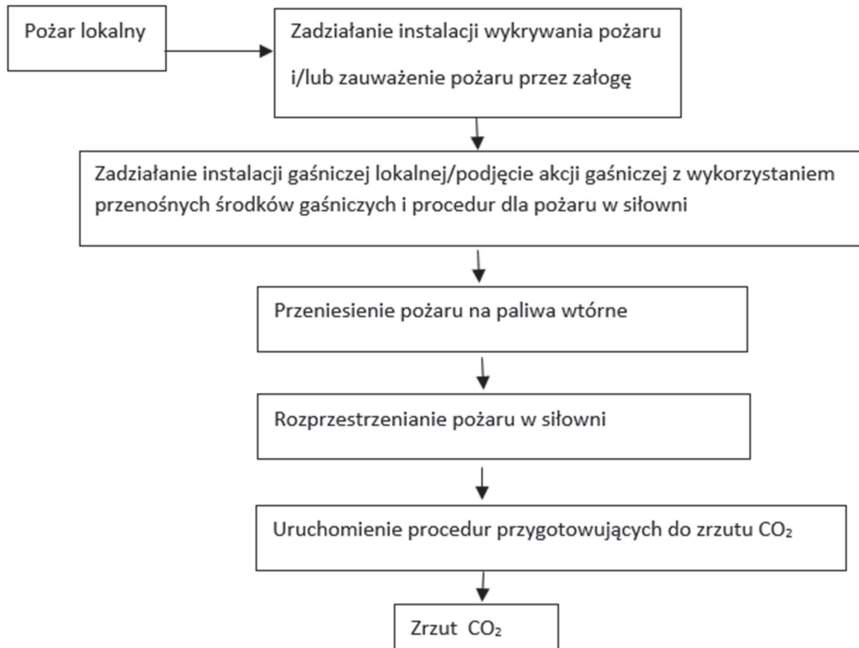 Pożar lokalny
Zadziałanie instalacji wykrywania pożaru
i/lub zauważenie pożaru przez załogę
Zadziałanie instalacji gaśniczej lokalnej/podjęcie akcji gaśniczej z wykorzystaniem
przenośnych środków gaśniczych i procedur dla pożaru w siłowni
Przeniesienie pożaru na paliwa wtórne
Rozprzestrzenianie pożaru w siłowni
Uruchomienie procedur przygotowujących do zrzutu CO₂
Zrzut CO₂